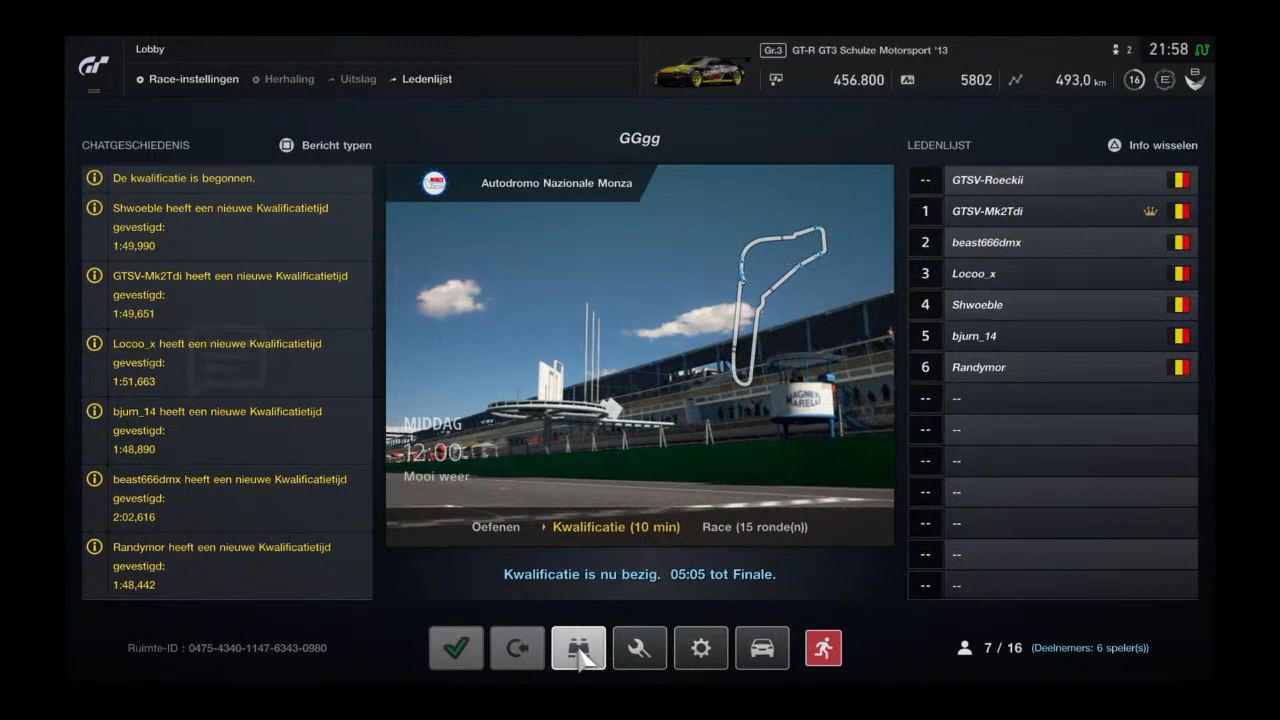 Lobby
Race-instellingen
Herhaling
Uitslag
Ledenlijst
Gr.3 GT-R GT3 Schulze Motorsport '13
2
21:58
456.800
5802
493,0 km
16
E
B
CHATGESCHIEDENIS
Bericht typen
De kwalificatie is begonnen.
Shwoeble heeft een nieuwe Kwalificatietijd
gevestigd:
1:49,990
GTSV-Mk2Tdi heeft een nieuwe Kwalificatietijd
gevestigd:
1:49,651
Locoo_x heeft een nieuwe Kwalificatietijd
gevestigd:
1:51,663
bjurn_14 heeft een nieuwe Kwalificatietijd
gevestigd:
1:48,890
beast666dmx heeft een nieuwe Kwalificatietijd
gevestigd:
2:02,616
Randymor heeft een nieuwe Kwalificatietijd
gevestigd:
1:48,442
GGgg
Autodromo Nazionale Monza
MAGNETI
MARELLI
MIDDAG
12:00
Mooi weer
Oefenen
Kwalificatie (10 min)
Race (15 ronde(n))
Kwalificatie is nu bezig. 05:05 tot Finale.
LEDENLIJST
Info wisselen
-- GTSV-Roeckii
1 GTSV-Mk2Tdi
2 beast666dmx
3 Locoo_x
4 Shwoeble
5 bjurn_14
6 Randymor
-- --
-- --
-- --
-- --
-- --
-- --
-- --
Ruimte-ID : 0475-4340-1147-6343-0980
7 / 16 (Deelnemers: 6 speler(s))